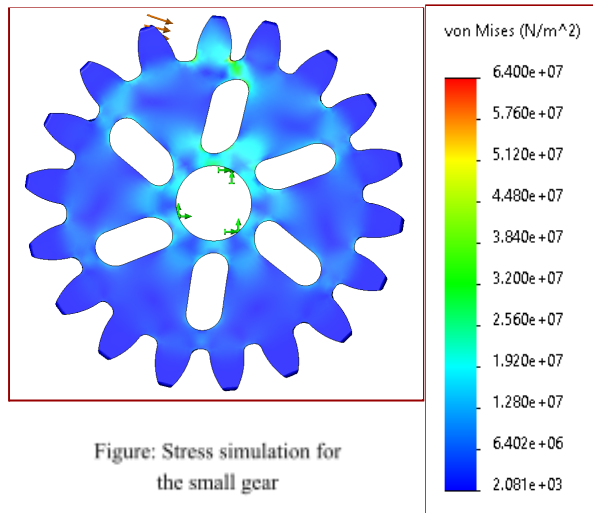 von Mises (N/m^2)
6.400e+07
5.760e+07
5.120e+07
4.480e+07
3.840e+07
3.200e+07
2.560e+07
1.920e+07
1.280e+07
6.402e+06
2.081e+03
Figure: Stress simulation for
the small gear